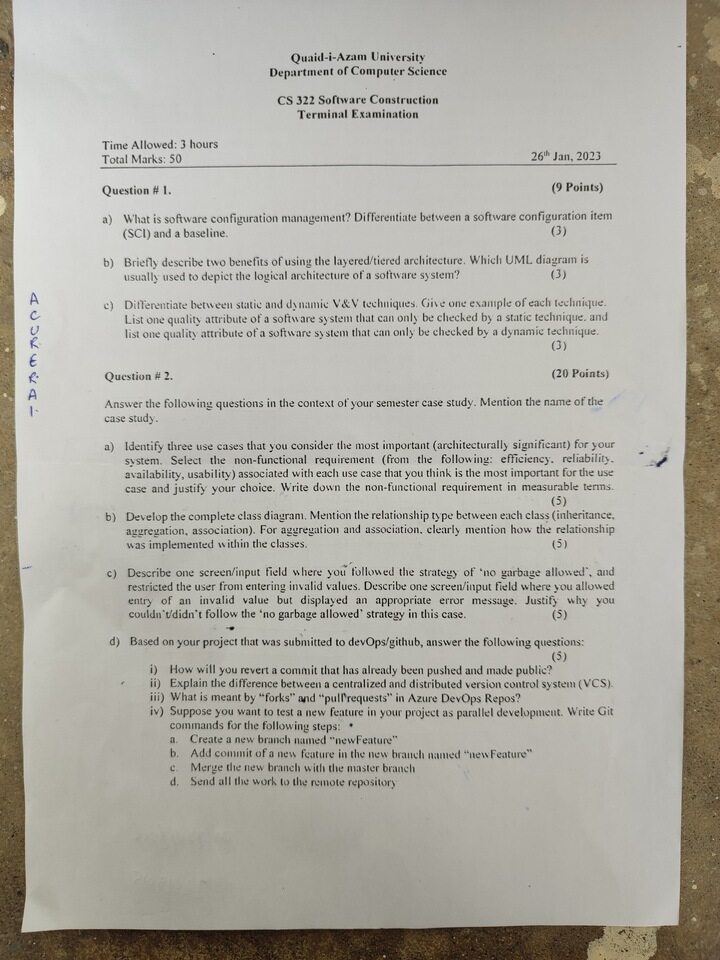 Quaid-i-Azam University
Department of Computer Science
CS 322 Software Construction
Terminal Examination
Time Allowed: 3 hours
Total Marks: 50
26th Jan, 2023
Question # 1.
(9 Points)
a) What is software configuration management? Differentiate between a software configuration item
(SCI) and a baseline. (3)
b) Briefly describe two benefits of using the layered/tiered architecture. Which UML diagram is
usually used to depict the logical architecture of a software system? (3)
c) Differentiate between static and dynamic V&V techniques. Give one example of each technique.
List one quality attribute of a software system that can only be checked by a static technique, and
list one quality attribute of a software system that can only be checked by a dynamic technique.
(3)
A
C
U
R
E
R
A
I
Question # 2.
(20 Points)
Answer the following questions in the context of your semester case study. Mention the name of the
case study.
a) Identify three use cases that you consider the most important (architecturally significant) for your
system. Select the non-functional requirement (from the following: efficiency, reliability,
availability, usability) associated with each use case that you think is the most important for the use
case and justify your choice. Write down the non-functional requirement in measurable terms.
(5)
b) Develop the complete class diagram. Mention the relationship type between each class (inheritance,
aggregation, association). For aggregation and association, clearly mention how the relationship
was implemented within the classes. (5)
c) Describe one screen/input field where you followed the strategy of 'no garbage allowed', and
restricted the user from entering invalid values. Describe one screen/input field where you allowed
entry of an invalid value but displayed an appropriate error message. Justify why you
couldn't/didn't follow the 'no garbage allowed' strategy in this case. (5)
d) Based on your project that was submitted to devOps/github, answer the following questions:
(5)
i) How will you revert a commit that has already been pushed and made public?
ii) Explain the difference between a centralized and distributed version control system (VCS).
iii) What is meant by "forks" and "pull requests" in Azure DevOps Repos?
iv) Suppose you want to test a new feature in your project as parallel development. Write Git
commands for the following steps:
a. Create a new branch named "newFeature"
b. Add commit of a new feature in the new branch named "newFeature"
c. Merge the new branch with the master branch
d. Send all the work to the remote repository